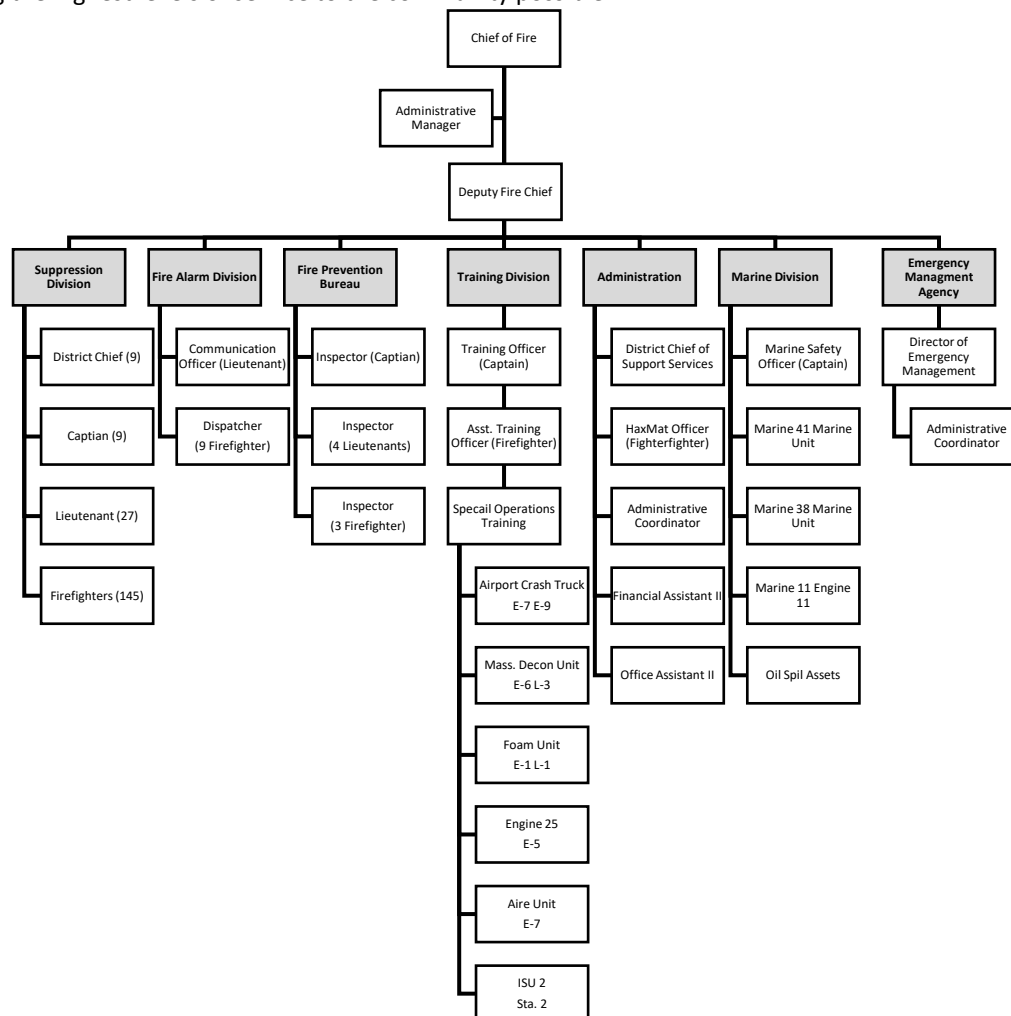 Chief of Fire
Administrative
Manager
Deputy Fire Chief
Suppression
Division
Fire Alarm Division
Fire Prevention
Bureau
Training Division
Administration
Marine Division
Emergency
Managment
Agency
District Chief (9)
Captian (9)
Lieutenant (27)
Firefighters (145)
Communication
Officer (Lieutenant)
Dispatcher
(9 Firefighter)
Inspector (Captian)
Inspector
(4 Lieutenants)
Inspector
(3 Firefighter)
Training Officer
(Captain)
Asst. Training
Officer (Firefighter)
Specail Operations
Training
Airport Crash Truck
E-7 E-9
Mass. Decon Unit
E-6 L-3
Foam Unit
E-1 L-1
Engine 25
E-5
Aire Unit
E-7
ISU 2
Sta. 2
District Chief of
Support Services
HaxMat Officer
(Fighterfighter)
Administrative
Coordinator
Financial Assistant II
Office Assistant II
Marine Safety
Officer (Captain)
Marine 41 Marine
Unit
Marine 38 Marine
Unit
Marine 11 Engine
11
Oil Spil Assets
Director of
Emergency
Management
Administrative
Coordinator